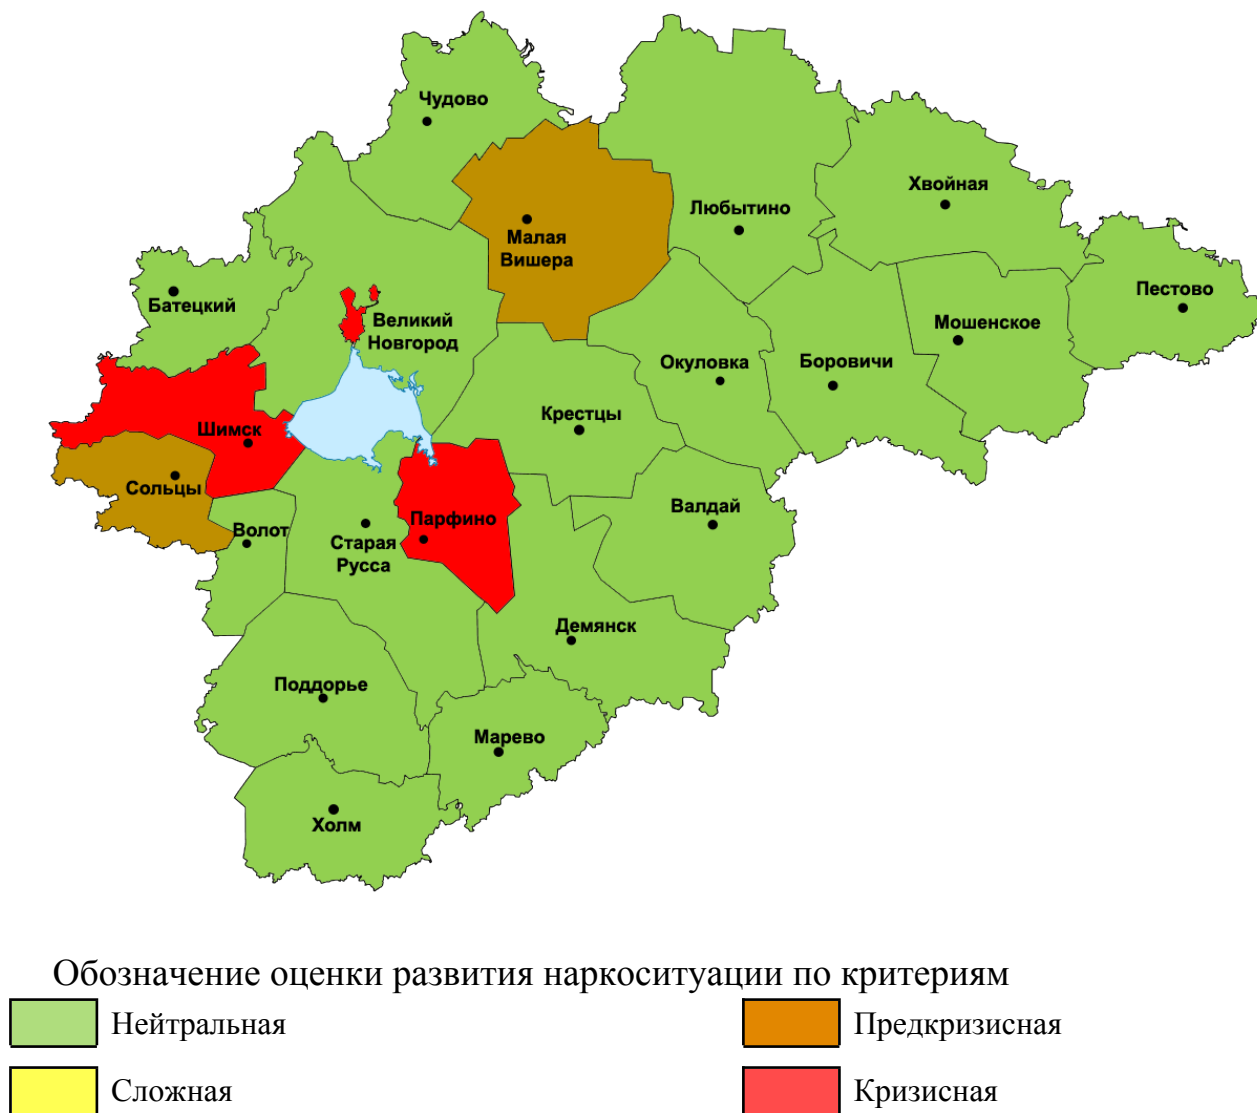 Чудово
Хвойная
Любытино
Малая
Вишера
Пестово
Батецкий
Великий
Новгород
Мошенское
Окуловка
Боровичи
Крестцы
Шимск
Сольцы
Валдай
Парфино
Волот
Старая
Русса
Демянск
Поддорье
Марево
Холм
Обозначение оценки развития наркоситуации по критериям
Нейтральная
Предкризисная
Сложная
Кризисная